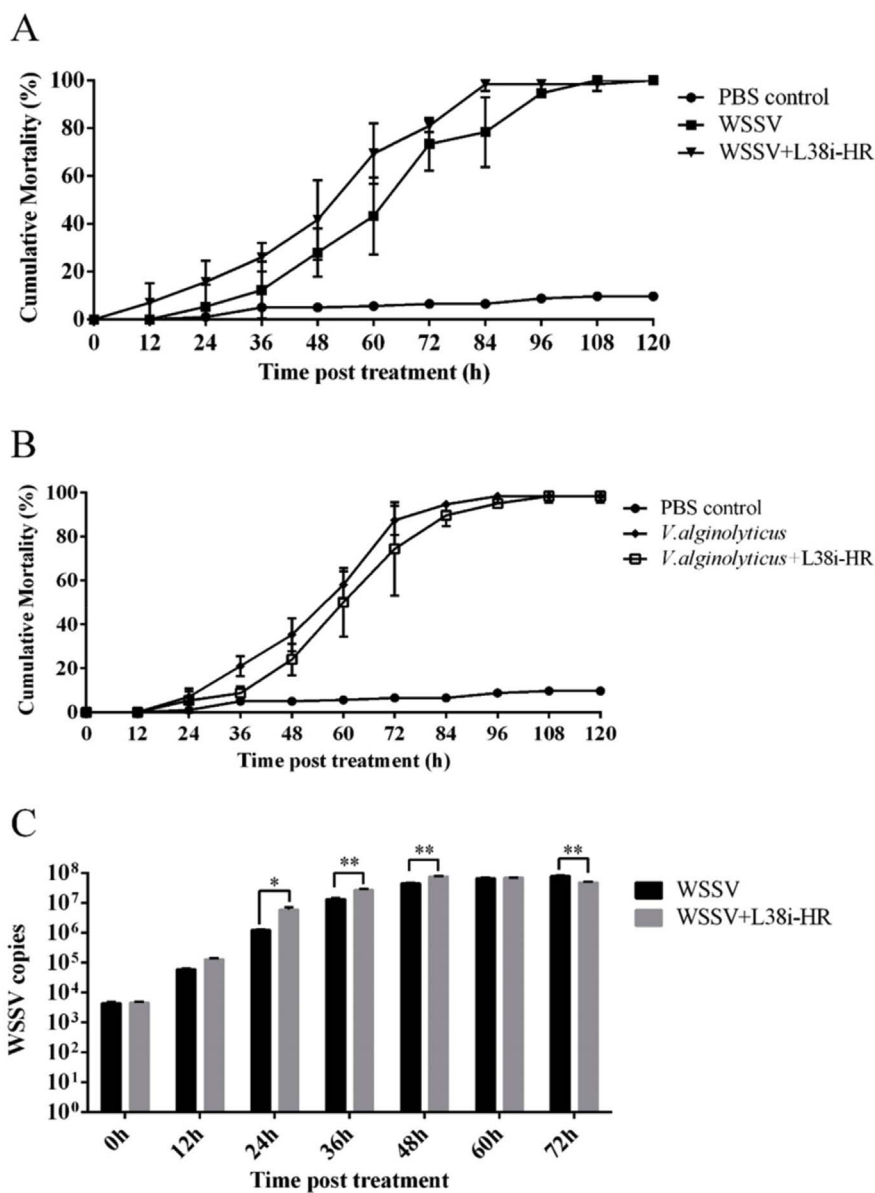 A
Cumulative Mortality (%)
100
80
60
40
20
0
0 12 24 36 48 60 72 84 96 108 120
Time post treatment (h)
PBS control
WSSV
WSSV+L38i-HR
B
Cumulative Mortality (%)
100
80
60
40
20
0
0 12 24 36 48 60 72 84 96 108 120
Time post treatment (h)
PBS control
V.alginolyticus
V.alginolyticus+L38i-HR
C
WSSV copies
10⁸
10⁷
10⁶
10⁵
10⁴
10³
10²
10¹
10⁰
* ** ** **
0h 12h 24h 36h 48h 60h 72h
Time post treatment
WSSV
WSSV+L38i-HR